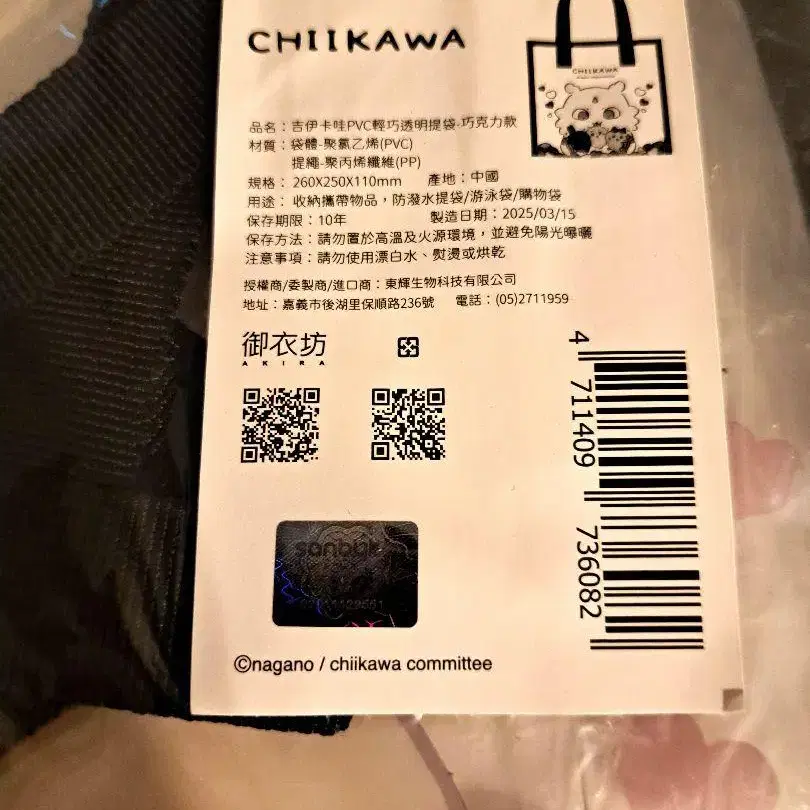 CHIIKAWA
CHIIKAWA
品名：吉伊卡哇PVC輕巧透明提袋-巧克力款
材質：袋體-聚氯乙烯(PVC)
提繩-聚丙烯纖維(PP)
規格：260X250X110mm 產地：中國
用途：收納攜帶物品，防潑水提袋/游泳袋/購物袋
保存期限：10年 製造日期：2025/03/15
保存方法：請勿置於高溫及火源環境，並避免陽光曝曬
注意事項：請勿使用漂白水、熨燙或烘乾
授權商/委製商/進口商：東輝生物科技有限公司
地址：嘉義市後湖里保順路236號 電話：(05)2711959
御衣坊
AKIRA
4 711409 736082
©nagano / chiikawa committee